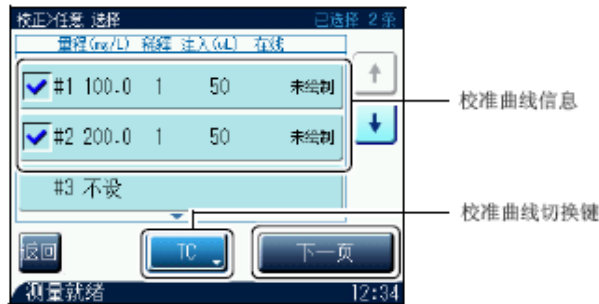 校正>任意 选择 已选择 2 条
量程(mg/L) 稀释 注入(uL) 在线
#1 100.0 1 50 未绘制
校准曲线信息
#2 200.0 1 50 未绘制
#3 不设
校准曲线切换键
返回 TC 下一页
测量就绪 12:34